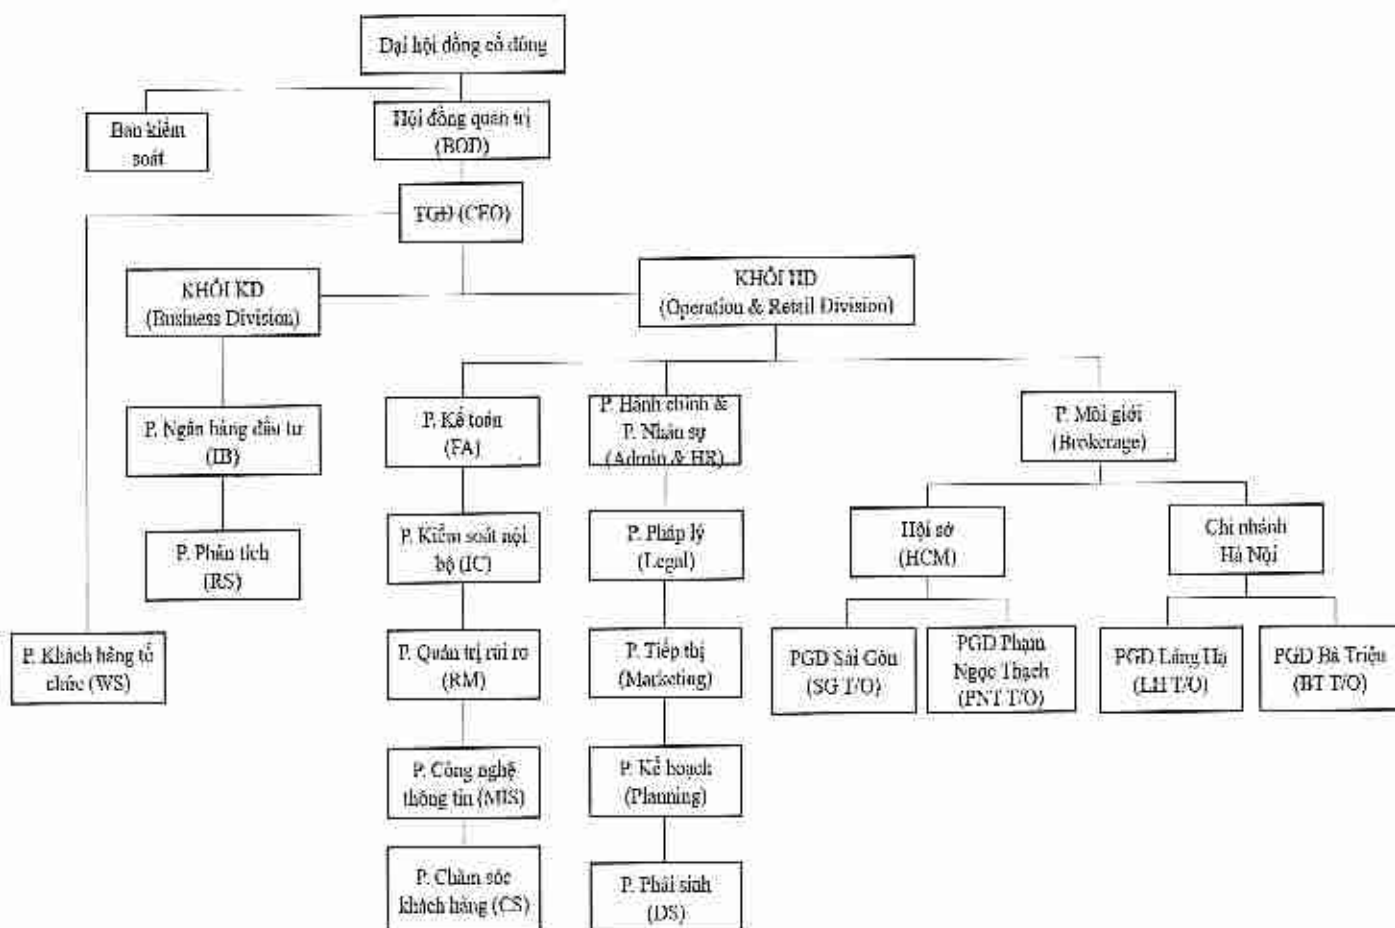 Đại hội đồng cổ đông
Ban kiểm
soát
Hội đồng quản trị
(BOD)
TGĐ (CEO)
KHỐI KD
(Business Division)
KHỐI HD
(Operation & Retail Division)
P. Ngân hàng đầu tư
(IB)
P. Phân tích
(RS)
P. Khách hàng tổ
chức (WS)
P. Kế toán
(FA)
P. Kiểm soát nội
bộ (IC)
P. Quản trị rủi ro
(RM)
P. Công nghệ
thông tin (MIS)
P. Chăm sóc
khách hàng (CS)
P. Hành chính &
P. Nhân sự
(Admin & HR)
P. Pháp lý
(Legal)
P. Tiếp thị
(Marketing)
P. Kế hoạch
(Planning)
P. Phái sinh
(DS)
P. Môi giới
(Brokerage)
Hội sở
(HCM)
Chi nhánh
Hà Nội
PGD Sài Gòn
(SG T/O)
PGD Phạm
Ngọc Thạch
(PNT T/O)
PGD Láng Hạ
(LH T/O)
PGD Bà Triệu
(BT T/O)